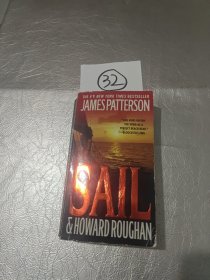 32
THE #1 NEW YORK TIMES BESTSELLER
JAMES PATTERSON
SAIL
& HOWARD ROUGHAN